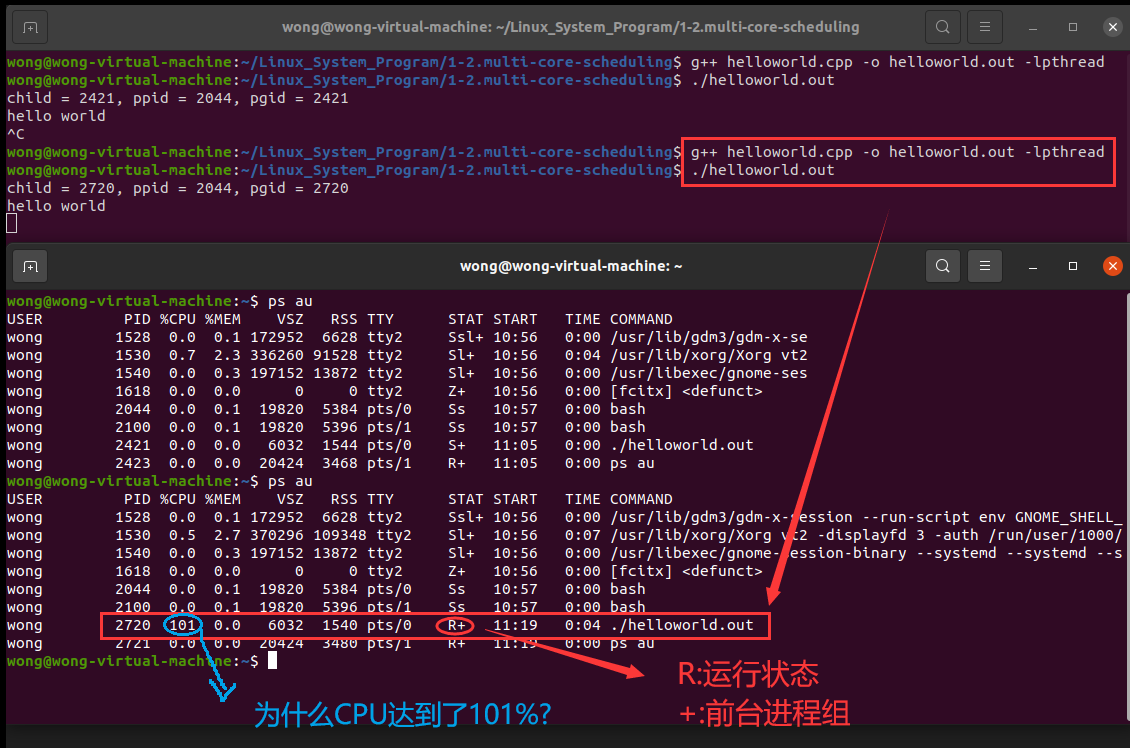 wong@wong-virtual-machine: ~/Linux_System_Program/1-2.multi-core-scheduling
wong@wong-virtual-machine:~/Linux_System_Program/1-2.multi-core-scheduling$ g++ helloworld.cpp -o helloworld.out -lpthread
wong@wong-virtual-machine:~/Linux_System_Program/1-2.multi-core-scheduling$ ./helloworld.out
child = 2421, ppid = 2044, pgid = 2421
hello world
^C
wong@wong-virtual-machine:~/Linux_System_Program/1-2.multi-core-scheduling$ g++ helloworld.cpp -o helloworld.out -lpthread
wong@wong-virtual-machine:~/Linux_System_Program/1-2.multi-core-scheduling$ ./helloworld.out
child = 2720, ppid = 2044, pgid = 2720
hello world
wong@wong-virtual-machine: ~
wong@wong-virtual-machine:~$ ps au
USER PID %CPU %MEM VSZ RSS TTY STAT START TIME COMMAND
wong 1528 0.0 0.1 172952 6628 tty2 Ssl+ 10:56 0:00 /usr/lib/gdm3/gdm-x-se
wong 1530 0.7 2.3 336260 91528 tty2 Sl+ 10:56 0:04 /usr/lib/xorg/Xorg vt2
wong 1540 0.0 0.3 197152 13872 tty2 Sl+ 10:56 0:00 /usr/libexec/gnome-ses
wong 1618 0.0 0.0 0 0 tty2 Z+ 10:56 0:00 [fcitx] <defunct>
wong 2044 0.0 0.1 19820 5384 pts/0 Ss 10:57 0:00 bash
wong 2100 0.0 0.1 19820 5396 pts/1 Ss 10:57 0:00 bash
wong 2421 0.0 0.0 6032 1544 pts/0 S+ 11:05 0:00 ./helloworld.out
wong 2423 0.0 0.0 20424 3468 pts/1 R+ 11:05 0:00 ps au
wong@wong-virtual-machine:~$ ps au
USER PID %CPU %MEM VSZ RSS TTY STAT START TIME COMMAND
wong 1528 0.0 0.1 172952 6628 tty2 Ssl+ 10:56 0:00 /usr/lib/gdm3/gdm-x-session --run-script env GNOME_SHELL_
wong 1530 0.5 2.7 370296 109348 tty2 Sl+ 10:56 0:07 /usr/lib/xorg/Xorg vt2 -displayfd 3 -auth /run/user/1000/
wong 1540 0.0 0.3 197152 13872 tty2 Sl+ 10:56 0:00 /usr/libexec/gnome-session-binary --systemd --systemd --s
wong 1618 0.0 0.0 0 0 tty2 Z+ 10:56 0:00 [fcitx] <defunct>
wong 2044 0.0 0.1 19820 5384 pts/0 Ss 10:57 0:00 bash
wong 2100 0.0 0.1 19820 5396 pts/1 Ss 10:57 0:00 bash
wong 2720 101 0.0 6032 1540 pts/0 R+ 11:19 0:04 ./helloworld.out
wong 2721 0.0 0.0 20424 3480 pts/1 R+ 11:19 0:00 ps au
wong@wong-virtual-machine:~$
R:运行状态
为什么CPU达到了101%?
+:前台进程组